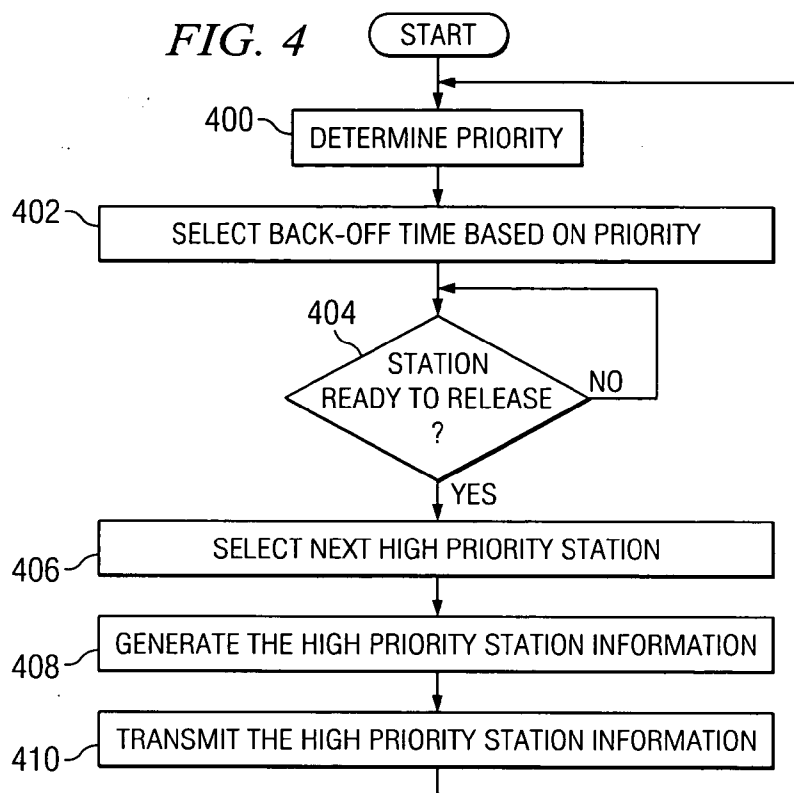 FIG. 4
START
400
DETERMINE PRIORITY
402
SELECT BACK-OFF TIME BASED ON PRIORITY
404
STATION
READY TO RELEASE
?
NO
YES
406
SELECT NEXT HIGH PRIORITY STATION
408
GENERATE THE HIGH PRIORITY STATION INFORMATION
410
TRANSMIT THE HIGH PRIORITY STATION INFORMATION